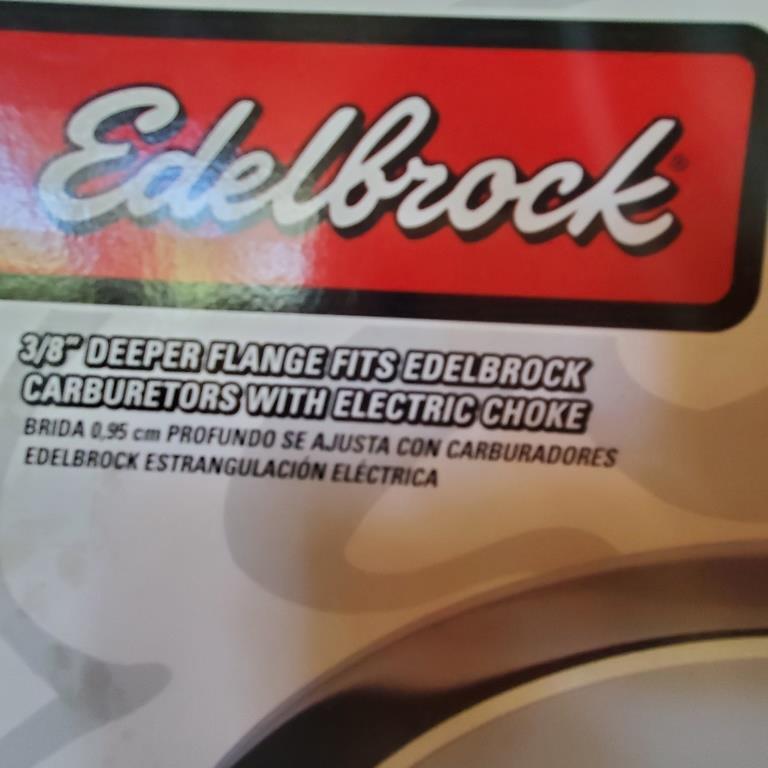 Edelbrock®
3/8" DEEPER FLANGE FITS EDELBROCK
CARBURETORS WITH ELECTRIC CHOKE
BRIDA 0,95 cm PROFUNDO SE AJUSTA CON CARBURADORES
EDELBROCK ESTRANGULACIÓN ELÉCTRICA